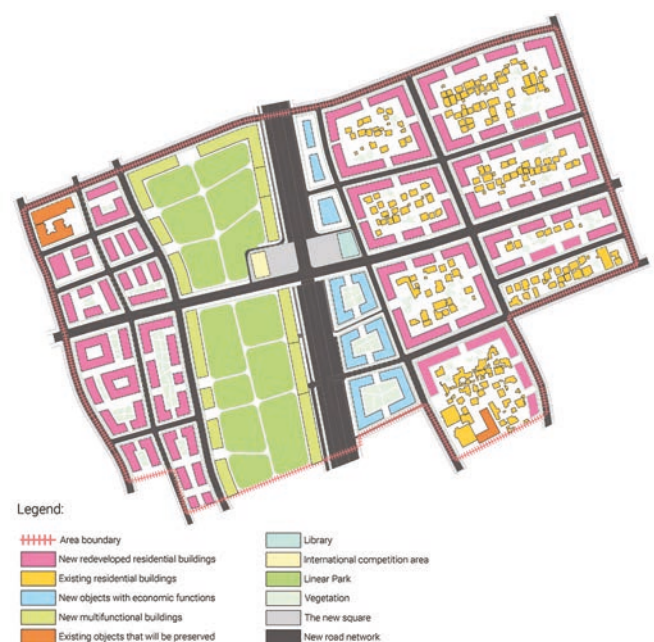 Legend:
Area boundary
New redeveloped residential buildings
Existing residential buildings
New objects with economic functions
New multifunctional buildings
Existing objects that will be preserved
Library
International competition area
Linear Park
Vegetation
The new square
New road network